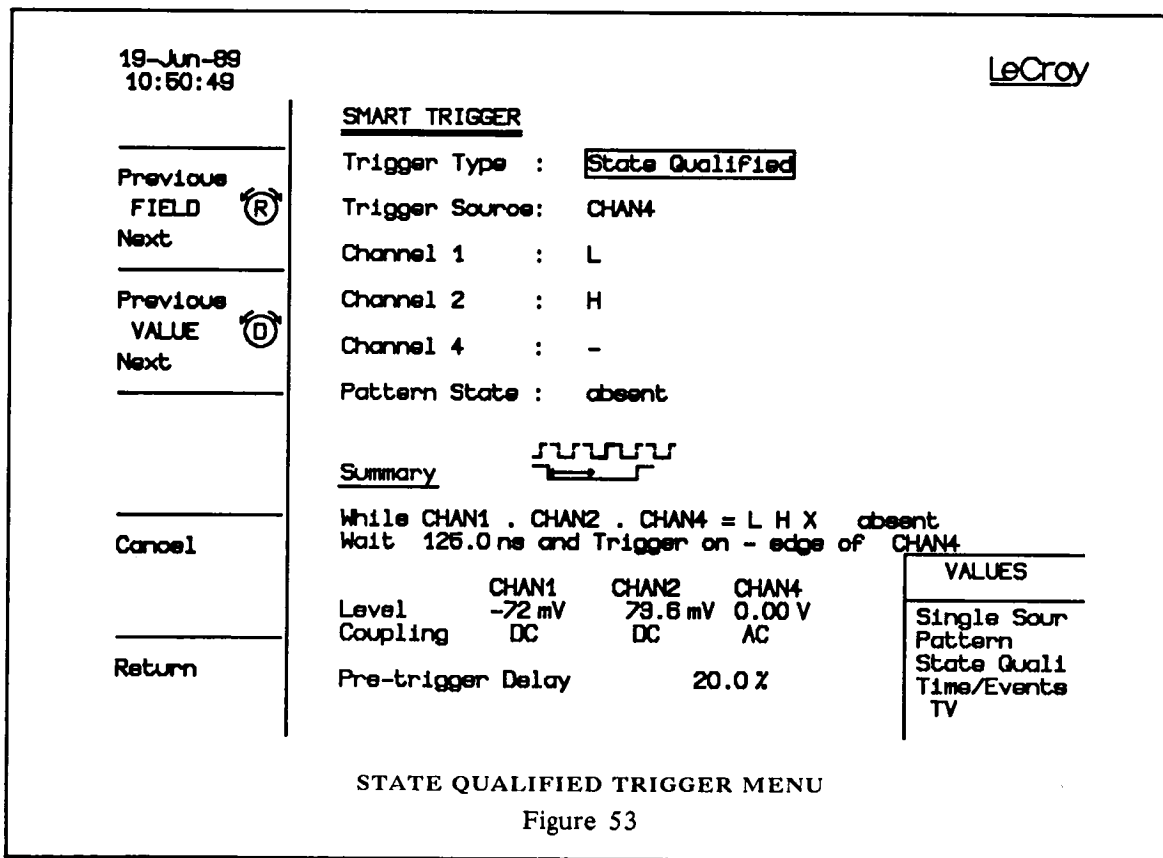 19-Jun-89
10:50:49
LeCroy
SMART TRIGGER
Trigger Type : State Qualified
Previous
FIELD R
Next
Trigger Source: CHAN4
Channel 1 : L
Previous
VALUE D
Next
Channel 2 : H
Channel 4 : -
Pattern State : absent
Summary
While CHAN1 . CHAN2 . CHAN4 = L H X absent
Wait 125.0 ns and Trigger on - edge of CHAN4
Cancel
CHAN1 CHAN2 CHAN4
Level -72 mV 79.6 mV 0.00 V
Coupling DC DC AC
Return
Pre-trigger Delay 20.0 %
VALUES
Single Sour
Pattern
State Quali
Time/Events
TV
STATE QUALIFIED TRIGGER MENU
Figure 53